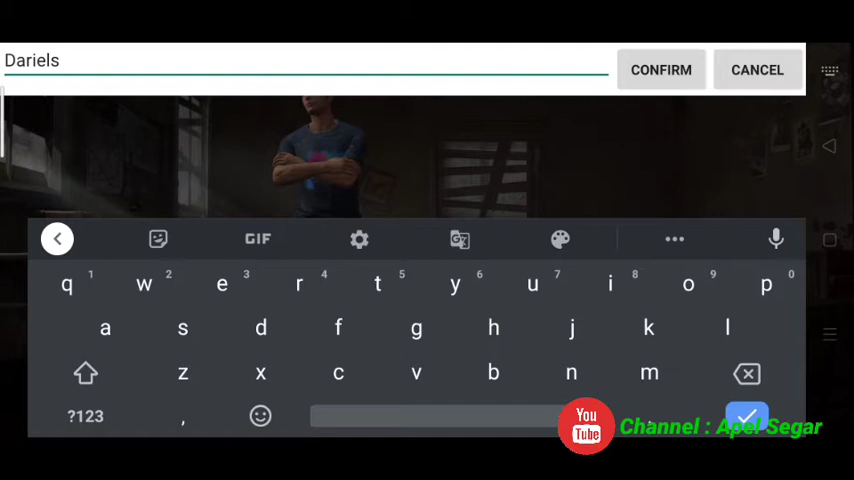 Dariels
CONFIRM
CANCEL
GIF
q 1 w 2 e 3 r 4 t 5 y 6 u 7 i 8 o 9 p 0
a s d f g h j k l
z x c v b n m
?123 , .
You
Tube
Channel : Apel Segar